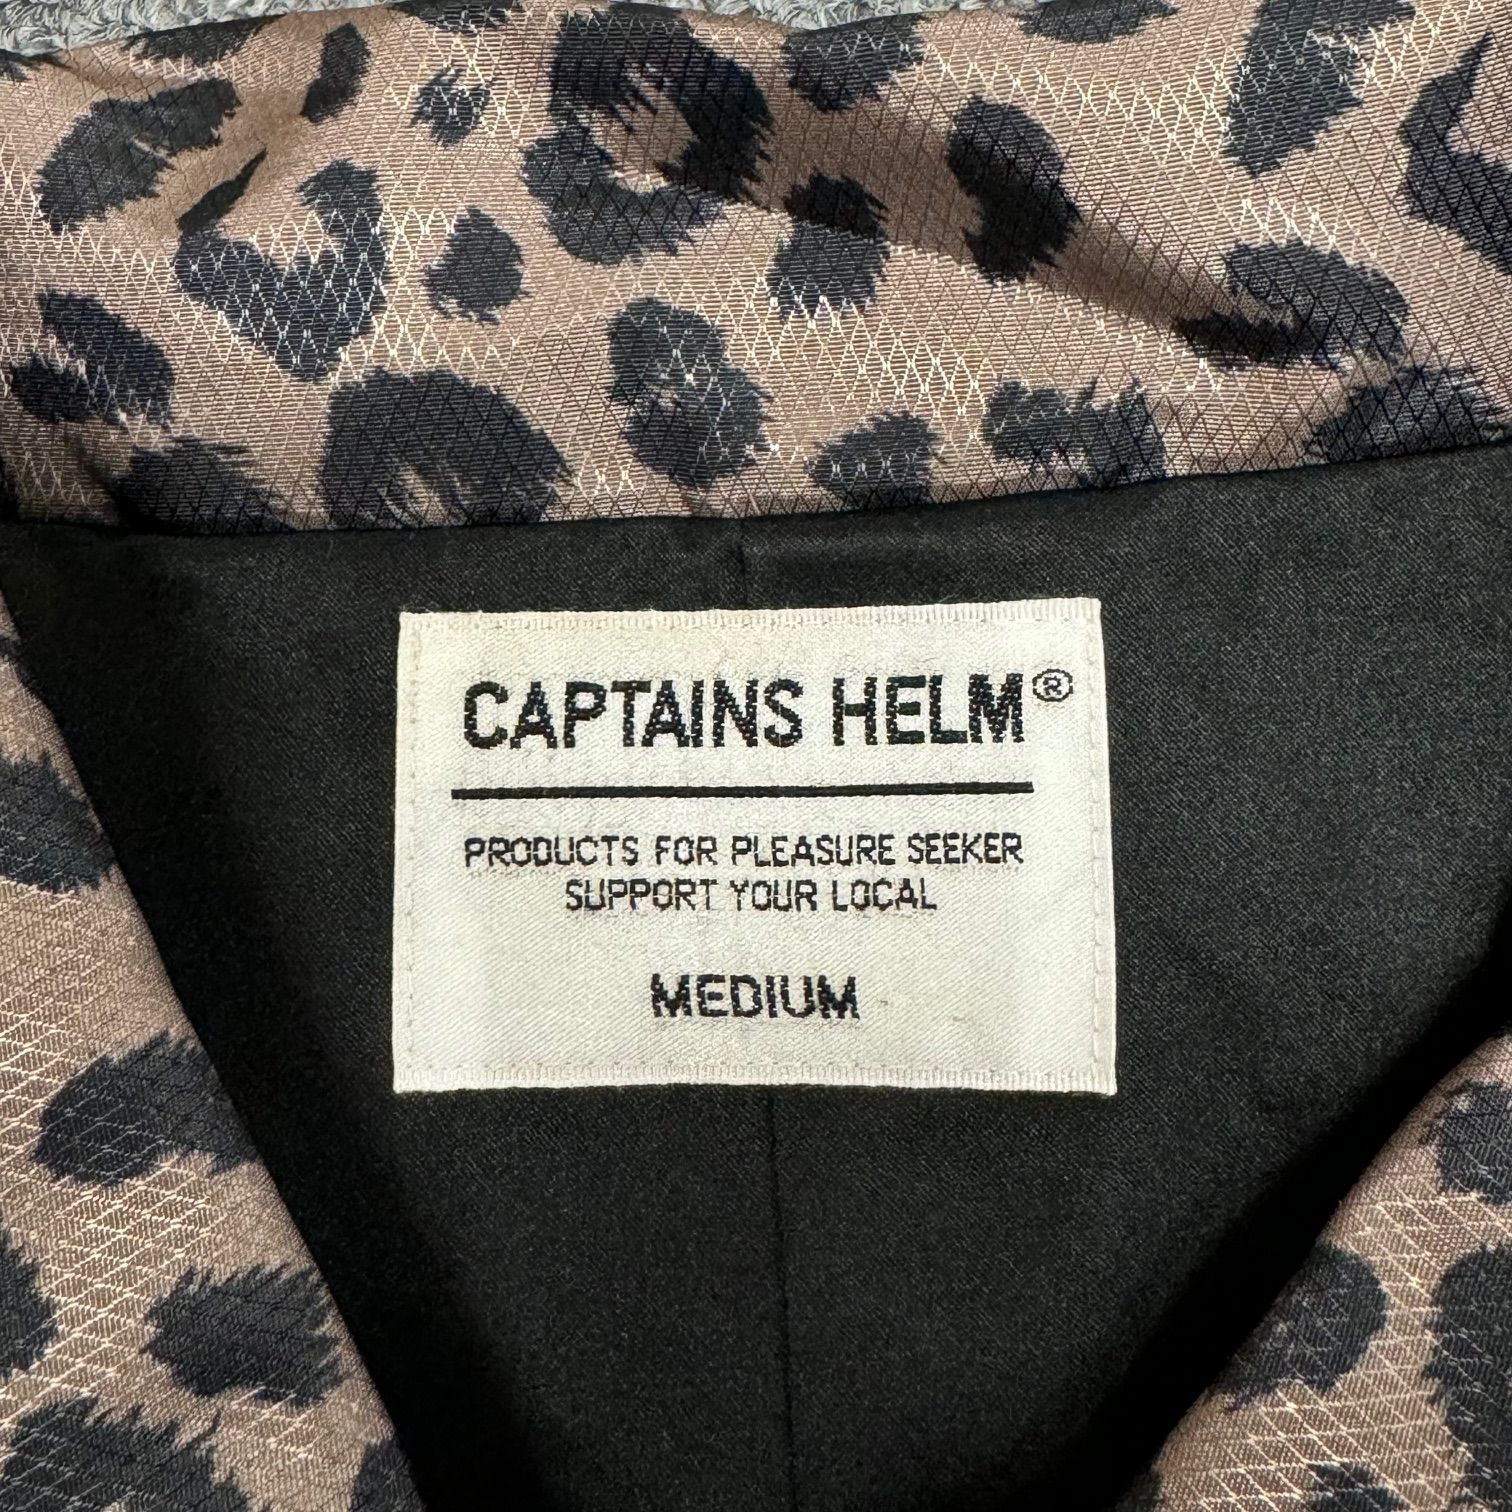 CAPTAINS HELM®
PRODUCTS FOR PLEASURE SEEKER
SUPPORT YOUR LOCAL
MEDIUM